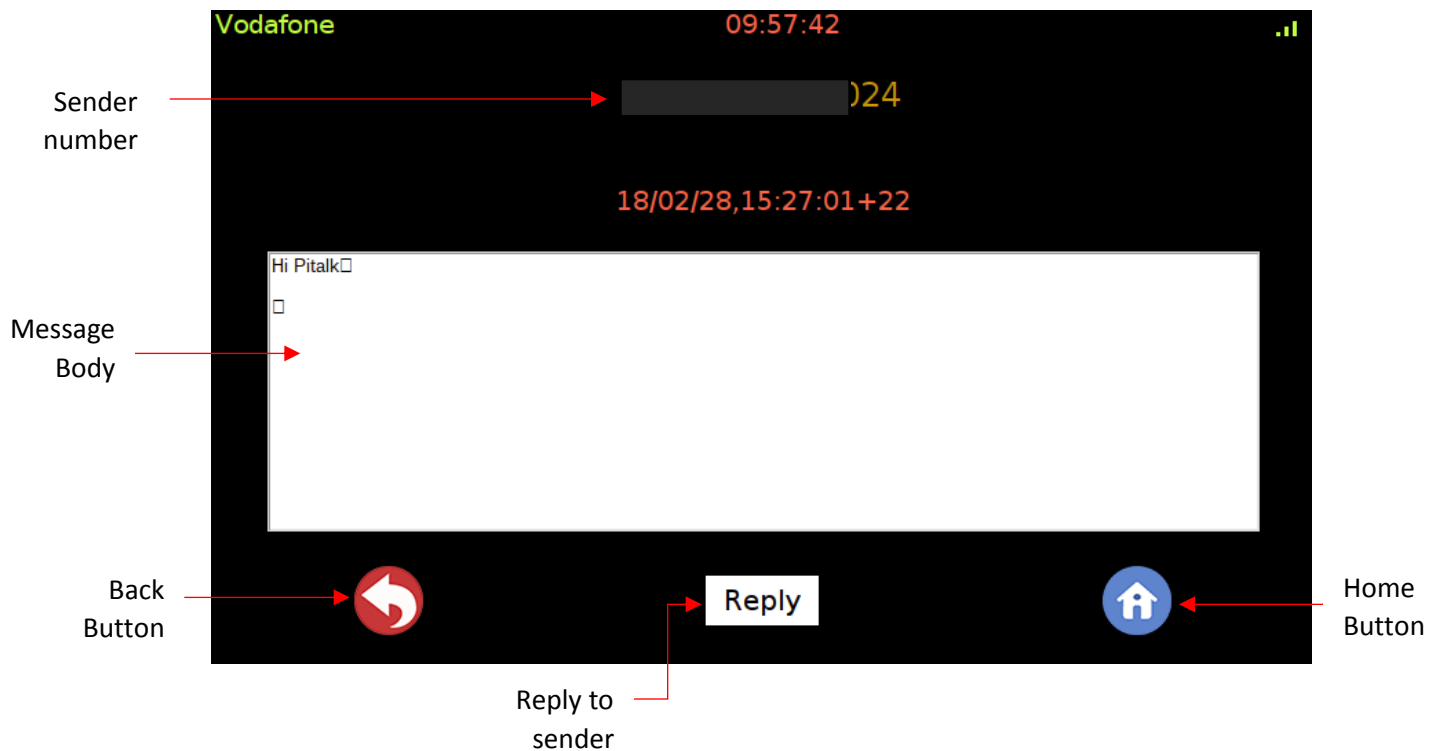 Vodafone 09:57:42
Sender
number
024
18/02/28,15:27:01+22
Hi Pitalk□
□
Message
Body
Back
Button
Reply
Home
Button
Reply to
sender